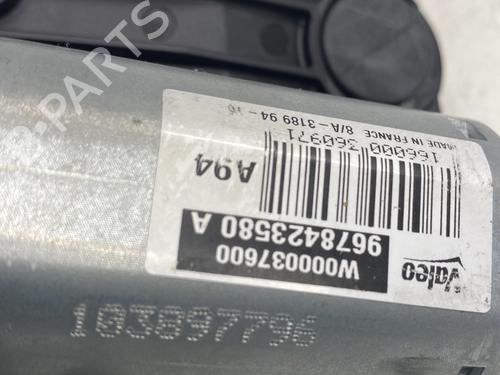 Valeo
W000037600
9678423580 A
A94
166000 360971
MADE IN FRANCE 8/A-3189 94-16
103897796
B-PARTS